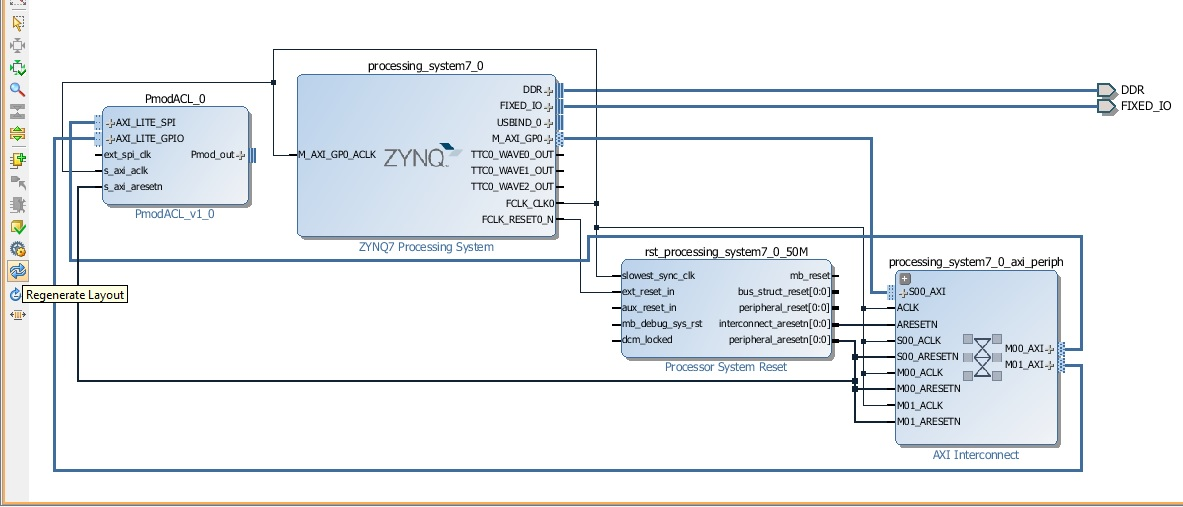 processing_system7_0
DDR
FIXED_IO
USBIND_0
M_AXI_GP0
M_AXI_GP0_ACLK
ZYNQ
TTC0_WAVE0_OUT
TTC0_WAVE1_OUT
TTC0_WAVE2_OUT
FCLK_CLK0
FCLK_RESET0_N
ZYNQ7 Processing System
DDR
FIXED_IO
PmodACL_0
AXI_LITE_SPI
AXI_LITE_GPIO
ext_spi_clk
Pmod_out
s_axi_aclk
s_axi_aresetn
PmodACL_v1_0
Regenerate Layout
rst_processing_system7_0_50M
slowest_sync_clk
mb_reset
ext_reset_in
bus_struct_reset[0:0]
aux_reset_in
peripheral_reset[0:0]
mb_debug_sys_rst
interconnect_aresetn[0:0]
dcm_locked
peripheral_aresetn[0:0]
Processor System Reset
processing_system7_0_axi_periph
S00_AXI
ACLK
ARESETN
S00_ACLK
S00_ARESETN
M00_ACLK
M00_ARESETN
M01_ACLK
M01_ARESETN
M00_AXI
M01_AXI
AXI Interconnect